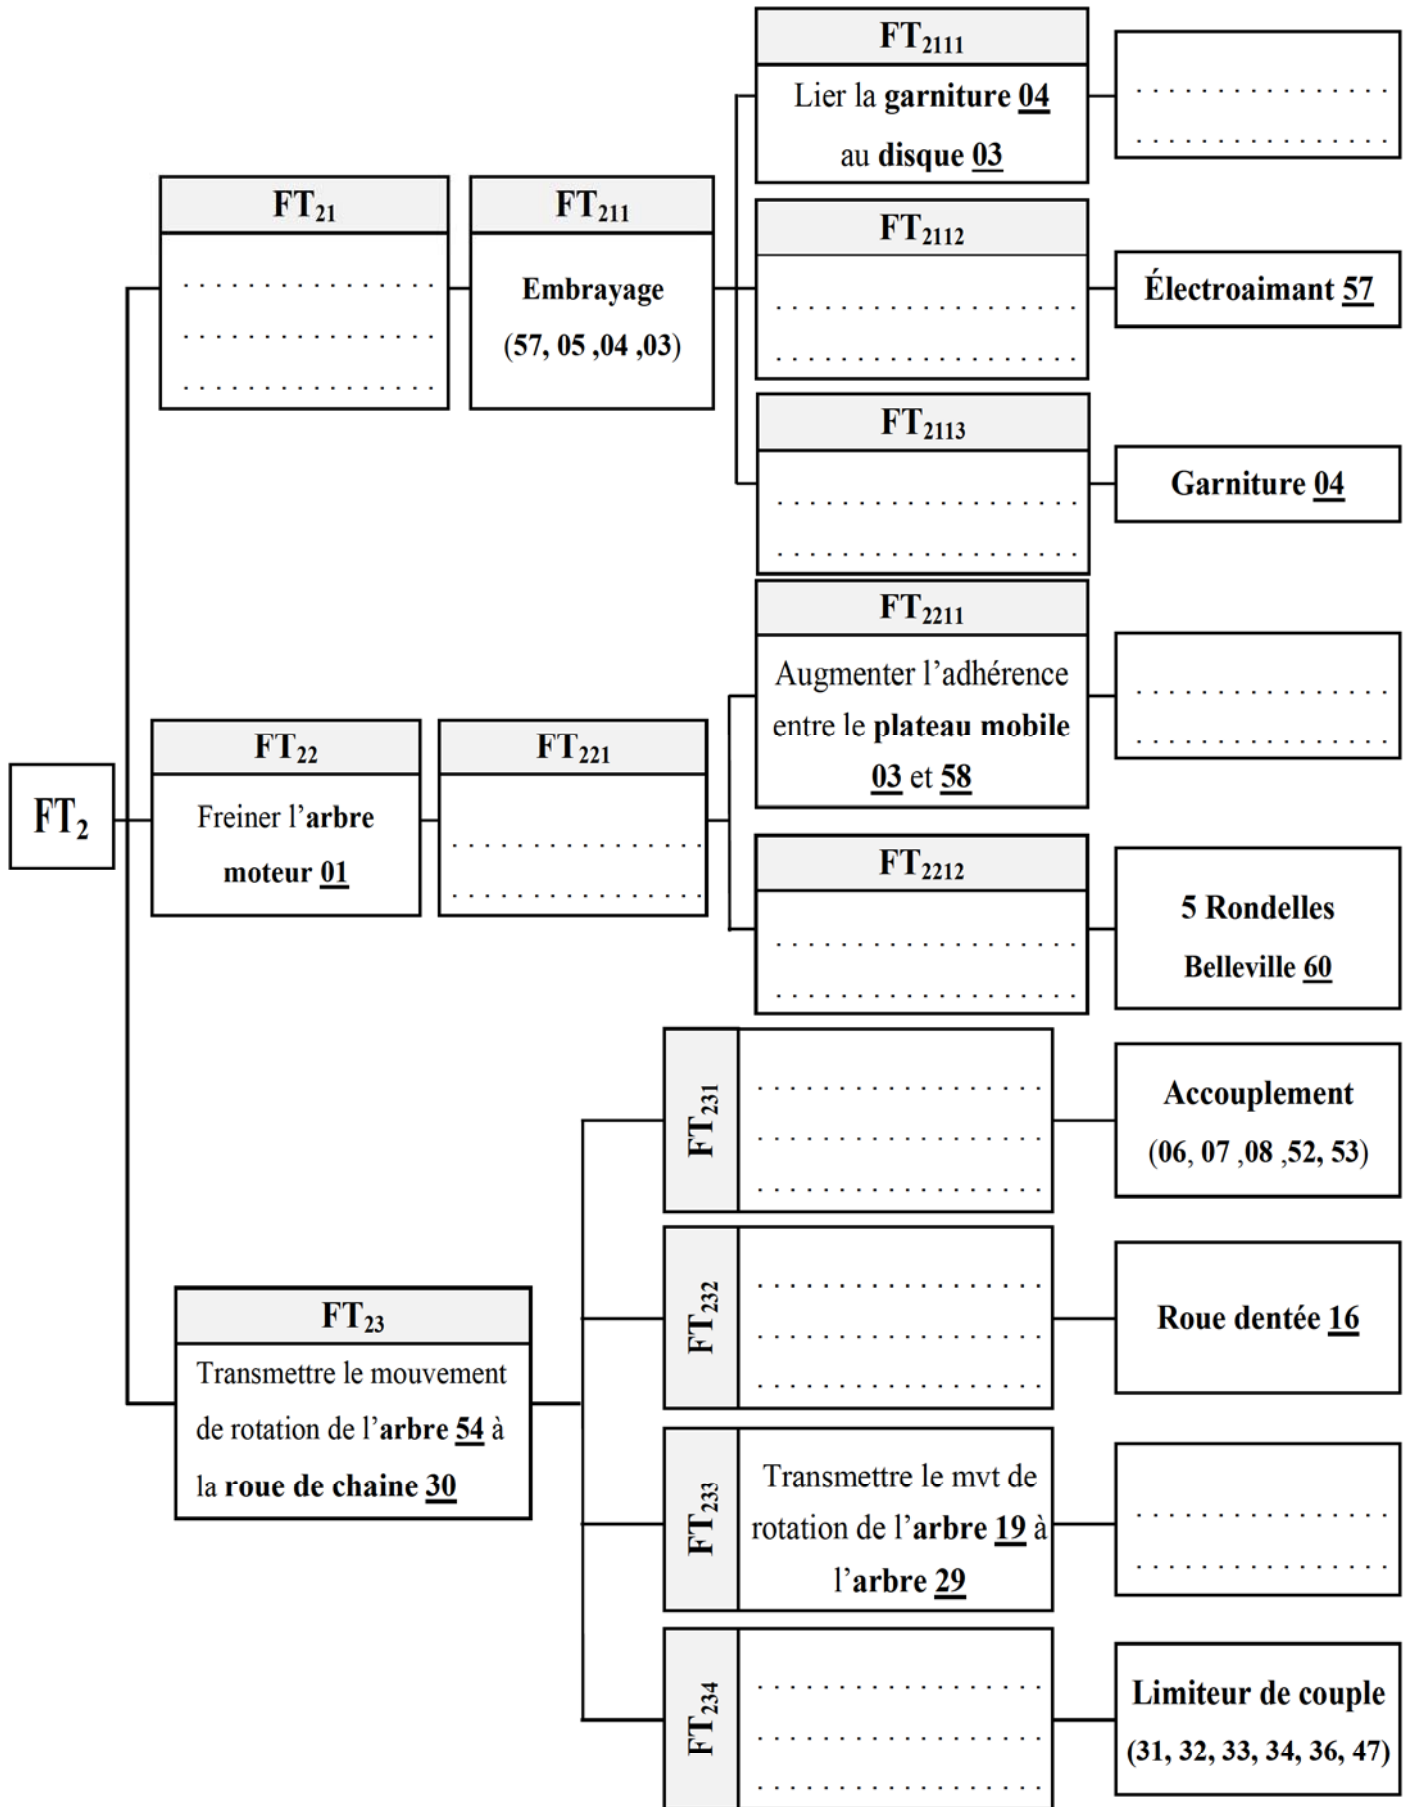 FT2111
Lier la garniture 04
au disque 03
. . . . . . . . . . . . . . . .
. . . . . . . . . . . . . . . .
FT21
. . . . . . . . . . . . . . . .
. . . . . . . . . . . . . . . .
. . . . . . . . . . . . . . . .
FT211
Embrayage
(57, 05 ,04 ,03)
FT2112
. . . . . . . . . . . . . . . . . . .
. . . . . . . . . . . . . . . . . . .
Électroaimant 57
FT2113
. . . . . . . . . . . . . . . . . . .
. . . . . . . . . . . . . . . . . . .
Garniture 04
FT2
FT22
Freiner l’arbre
moteur 01
FT221
. . . . . . . . . . . . . . . .
. . . . . . . . . . . . . . . .
FT2211
Augmenter l’adhérence
entre le plateau mobile
03 et 58
. . . . . . . . . . . . . . . .
. . . . . . . . . . . . . . . .
FT2212
. . . . . . . . . . . . . . . . . . .
. . . . . . . . . . . . . . . . . . .
5 Rondelles
Belleville 60
FT23
Transmettre le mouvement
de rotation de l’arbre 54 à
la roue de chaine 30
FT231
. . . . . . . . . . . . . . . . . .
. . . . . . . . . . . . . . . . . .
. . . . . . . . . . . . . . . . . .
Accouplement
(06, 07 ,08 ,52, 53)
FT232
. . . . . . . . . . . . . . . . . .
. . . . . . . . . . . . . . . . . .
. . . . . . . . . . . . . . . . . .
Roue dentée 16
FT233
Transmettre le mvt de
rotation de l’arbre 19 à
l’arbre 29
. . . . . . . . . . . . . . . .
. . . . . . . . . . . . . . . .
FT234
. . . . . . . . . . . . . . . . . .
. . . . . . . . . . . . . . . . . .
. . . . . . . . . . . . . . . . . .
Limiteur de couple
(31, 32, 33, 34, 36, 47)